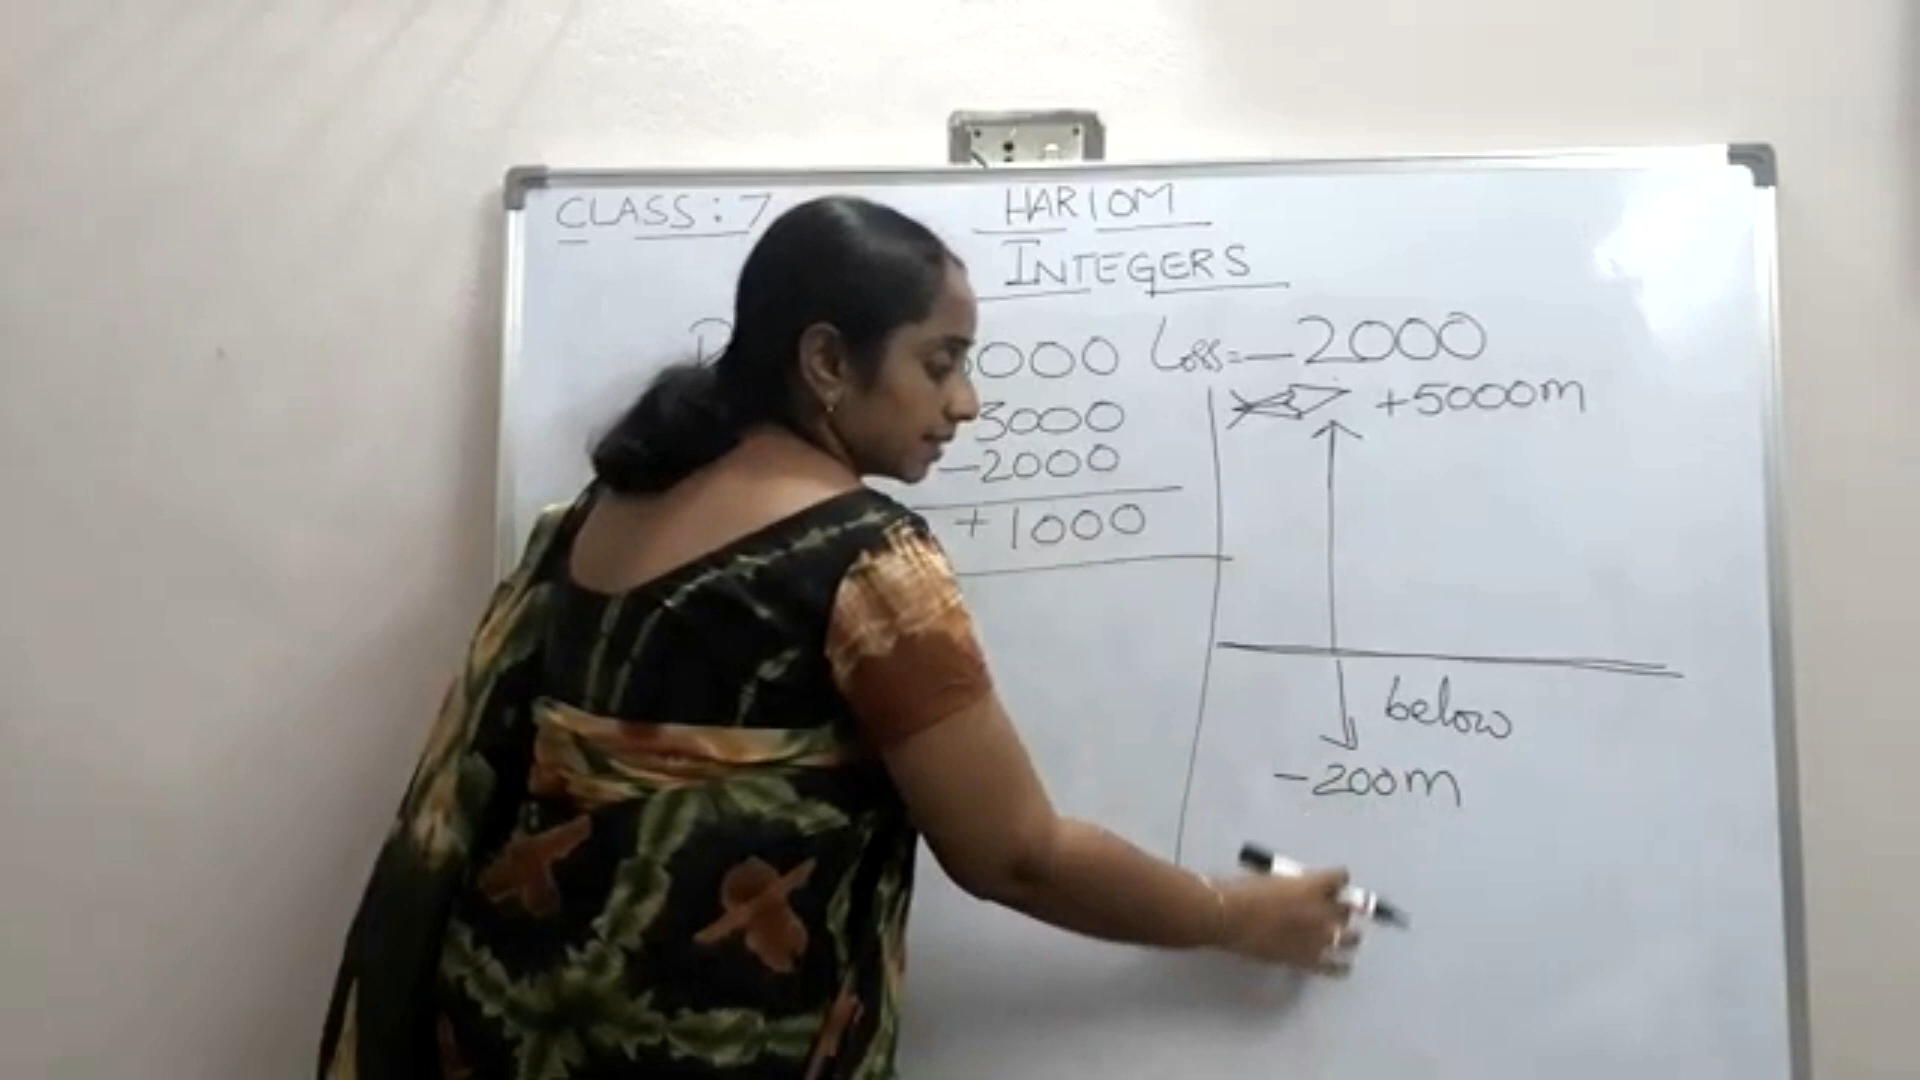 CLASS : 7
HARIOM
INTEGERS
000 Loss = -2000
3000
-2000
+1000
+5000m
below
-200m